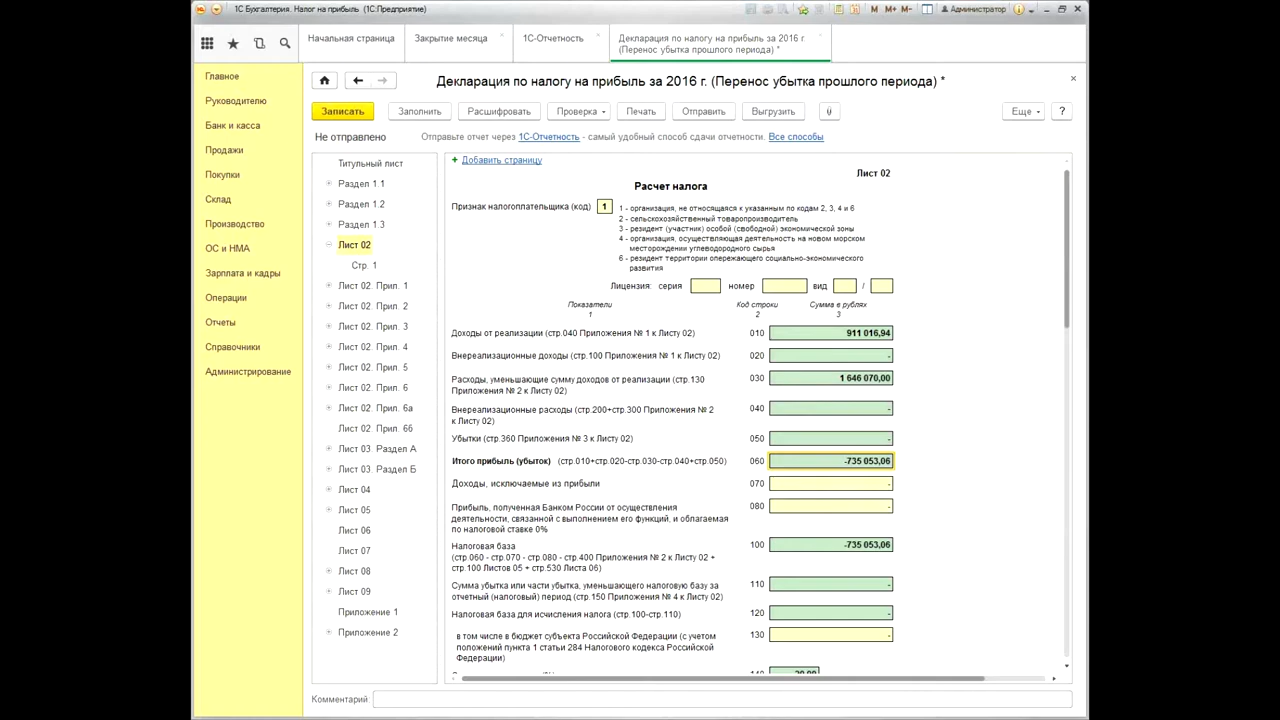 1С Бухгалтерия. Налог на прибыль (1С:Предприятие)
M M+ M-
Администратор
Начальная страница
Закрытие месяца
1С-Отчетность
Декларация по налогу на прибыль за 2016 г.
(Перенос убытка прошлого периода) *
Главное
Руководителю
Банк и касса
Продажи
Покупки
Склад
Производство
ОС и НМА
Зарплата и кадры
Операции
Отчеты
Справочники
Администрирование
Декларация по налогу на прибыль за 2016 г. (Перенос убытка прошлого периода) *
Записать
Заполнить
Расшифровать
Проверка
Печать
Отправить
Выгрузить
Еще
?
Не отправлено
Отправьте отчет через 1С-Отчетность - самый удобный способ сдачи отчетности. Все способы
Титульный лист
Раздел 1.1
Раздел 1.2
Раздел 1.3
Лист 02
Стр. 1
Лист 02. Прил. 1
Лист 02. Прил. 2
Лист 02. Прил. 3
Лист 02. Прил. 4
Лист 02. Прил. 5
Лист 02. Прил. 6
Лист 02. Прил. 6а
Лист 02. Прил. 6б
Лист 03. Раздел А
Лист 03. Раздел Б
Лист 04
Лист 05
Лист 06
Лист 07
Лист 08
Лист 09
Приложение 1
Приложение 2
+ Добавить страницу
Лист 02
Расчет налога
Признак налогоплательщика (код) 1
1 - организация, не относящаяся к указанным по кодам 2, 3, 4 и 6
2 - сельскохозяйственный товаропроизводитель
3 - резидент (участник) особой (свободной) экономической зоны
4 - организация, осуществляющая деятельность на новом морском
месторождении углеводородного сырья
6 - резидент территории опережающего социально-экономического
развития
Лицензия: серия номер вид /
Показатели Код строки Сумма в рублях
1 2 3
Доходы от реализации (стр.040 Приложения № 1 к Листу 02) 010 911 016,94
Внереализационные доходы (стр.100 Приложения № 1 к Листу 02) 020 -
Расходы, уменьшающие сумму доходов от реализации (стр.130 030 1 646 070,00
Приложения № 2 к Листу 02)
Внереализационные расходы (стр.200+стр.300 Приложения № 2 040 -
к Листу 02)
Убытки (стр.360 Приложения № 3 к Листу 02) 050 -
Итого прибыль (убыток) (стр.010+стр.020-стр.030-стр.040+стр.050) 060 -735 053,06
Доходы, исключаемые из прибыли 070 -
Прибыль, полученная Банком России от осуществления 080 -
деятельности, связанной с выполнением его функций, и облагаемая
по налоговой ставке 0%
Налоговая база 100 -735 053,06
(стр.060 - стр.070 - стр.080 - стр.400 Приложения № 2 к Листу 02 +
стр.100 Листов 05 + стр.530 Листа 06)
Сумма убытка или части убытка, уменьшающего налоговую базу за 110 -
отчетный (налоговый) период (стр.150 Приложения № 4 к Листу 02)
Налоговая база для исчисления налога (стр.100-стр.110) 120 -
в том числе в бюджет субъекта Российской Федерации (с учетом 130 -
положений пункта 1 статьи 284 Налогового кодекса Российской
Федерации)
Комментарий: